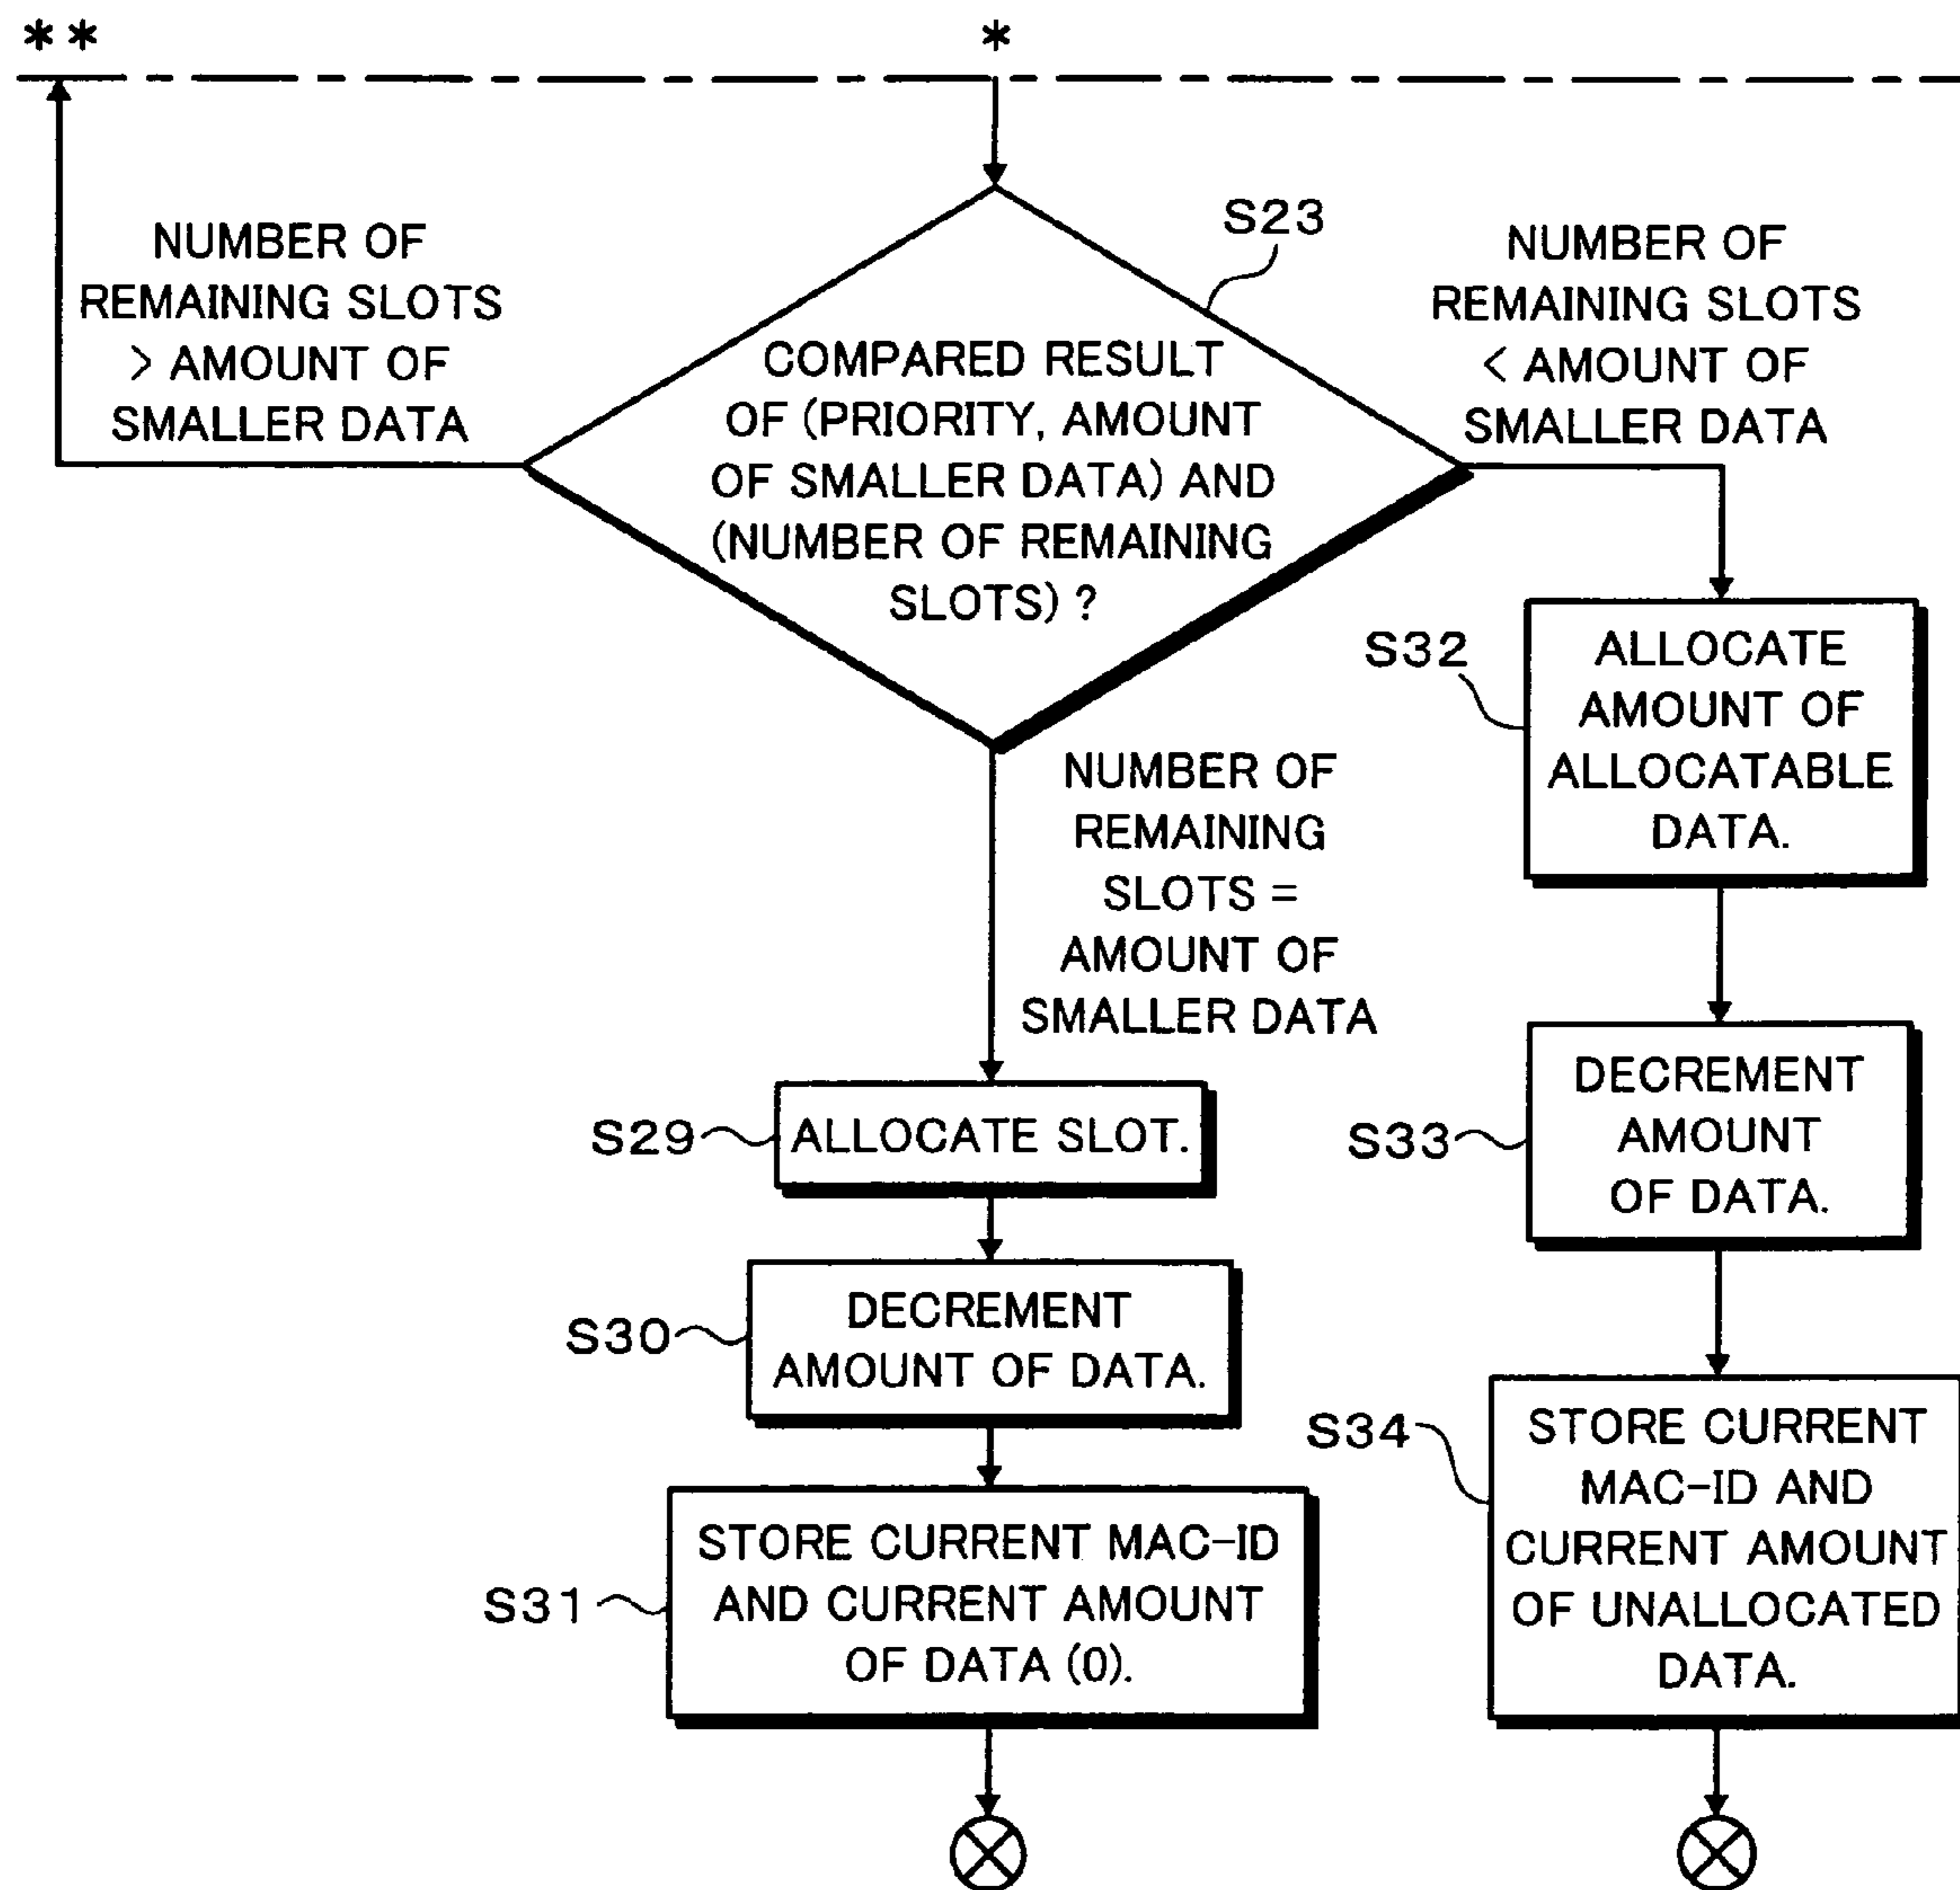 **
*
NUMBER OF
REMAINING SLOTS
> AMOUNT OF
SMALLER DATA
S23
COMPARED RESULT
OF (PRIORITY, AMOUNT
OF SMALLER DATA) AND
(NUMBER OF REMAINING
SLOTS) ?
NUMBER OF
REMAINING SLOTS
< AMOUNT OF
SMALLER DATA
NUMBER OF
REMAINING
SLOTS =
AMOUNT OF
SMALLER DATA
S29
ALLOCATE SLOT.
S30
DECREMENT
AMOUNT OF DATA.
S31
STORE CURRENT MAC-ID
AND CURRENT AMOUNT
OF DATA (0).
S32
ALLOCATE
AMOUNT OF
ALLOCATABLE
DATA.
S33
DECREMENT
AMOUNT
OF DATA.
S34
STORE CURRENT
MAC-ID AND
CURRENT AMOUNT
OF UNALLOCATED
DATA.